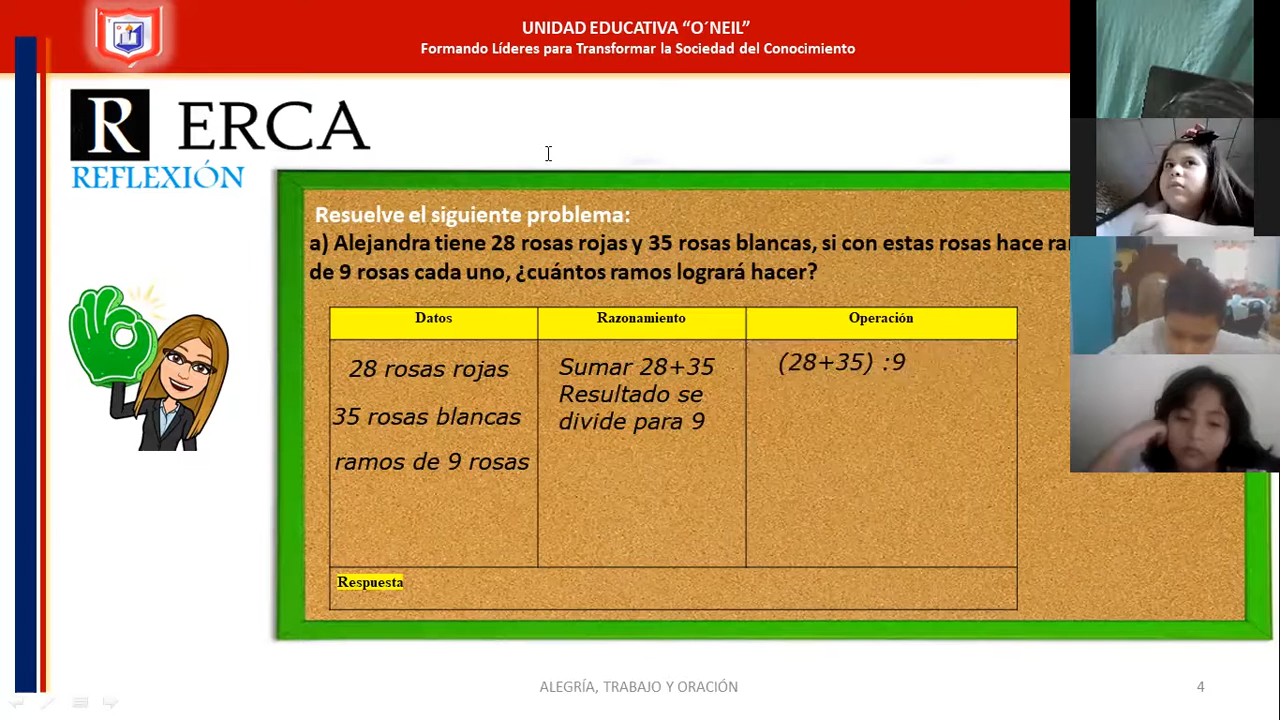 UNIDAD EDUCATIVA “O´NEIL”
Formando Líderes para Transformar la Sociedad del Conocimiento
R ERCA
REFLEXIÓN
Resuelve el siguiente problema:
a) Alejandra tiene 28 rosas rojas y 35 rosas blancas, si con estas rosas hace
de 9 rosas cada uno, ¿cuántos ramos logrará hacer?
Datos Razonamiento Operación
28 rosas rojas
35 rosas blancas
ramos de 9 rosas
Sumar 28+35
Resultado se
divide para 9
(28+35) :9
Respuesta
ALEGRÍA, TRABAJO Y ORACIÓN
4